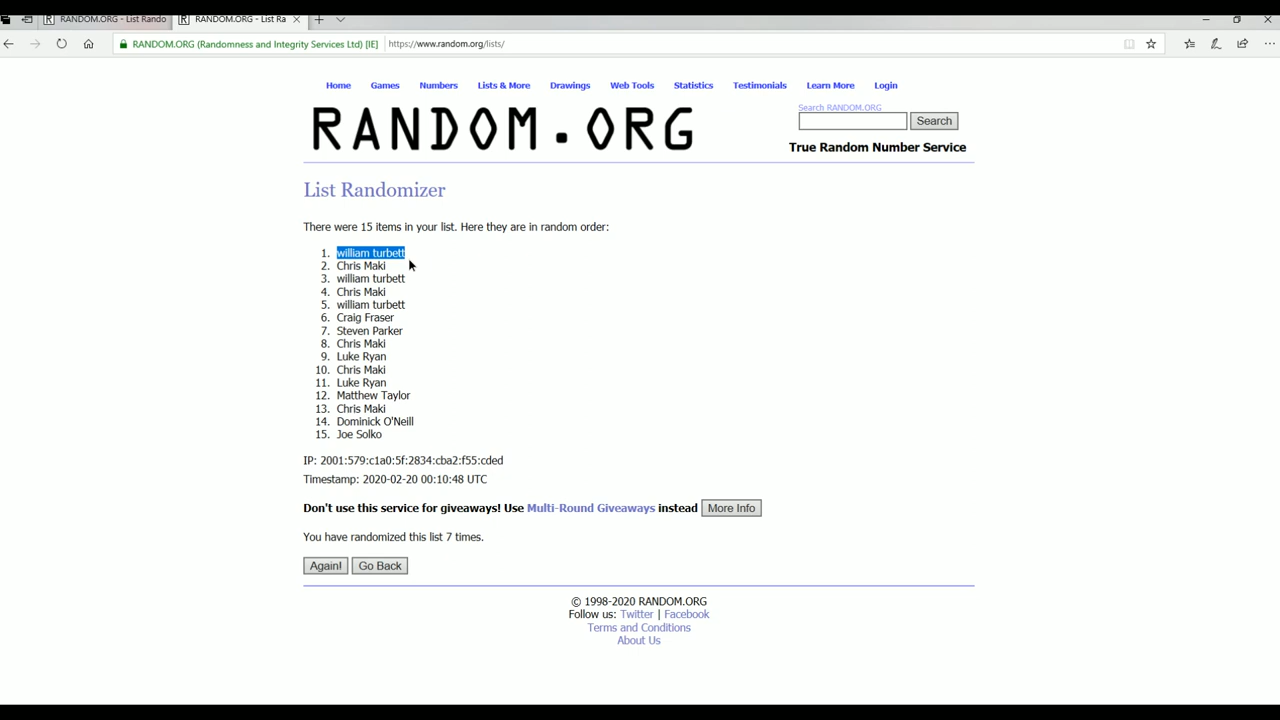 RANDOM.ORG - List Rando
RANDOM.ORG - List Ra
RANDOM.ORG (Randomness and Integrity Services Ltd) [IE]
https://www.random.org/lists/
Home Games Numbers Lists & More Drawings Web Tools Statistics Testimonials Learn More Login
RANDOM.ORG
Search RANDOM.ORG
Search
True Random Number Service
List Randomizer
There were 15 items in your list. Here they are in random order:
1. william turbett
2. Chris Maki
3. william turbett
4. Chris Maki
5. william turbett
6. Craig Fraser
7. Steven Parker
8. Chris Maki
9. Luke Ryan
10. Chris Maki
11. Luke Ryan
12. Matthew Taylor
13. Chris Maki
14. Dominick O'Neill
15. Joe Solko
IP: 2001:579:c1a0:5f:2834:cba2:f55:cded
Timestamp: 2020-02-20 00:10:48 UTC
Don't use this service for giveaways! Use Multi-Round Giveaways instead More Info
You have randomized this list 7 times.
Again! Go Back
© 1998-2020 RANDOM.ORG
Follow us: Twitter | Facebook
Terms and Conditions
About Us